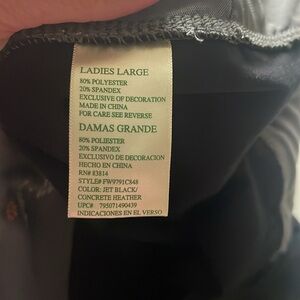 LADIES LARGE
80% POLYESTER
20% SPANDEX
EXCLUSIVE OF DECORATION
MADE IN CHINA
FOR CARE SEE REVERSE
DAMAS GRANDE
80% POLIESTER
20% SPANDEX
EXCLUSIVO DE DECORACION
HECHO EN CHINA
RN# 83814
STYLE# FW9791C848
COLOR: JET BLACK/
CONCRETE HEATHER
UPC# 795071490439
INDICACIONES EN EL VERSO